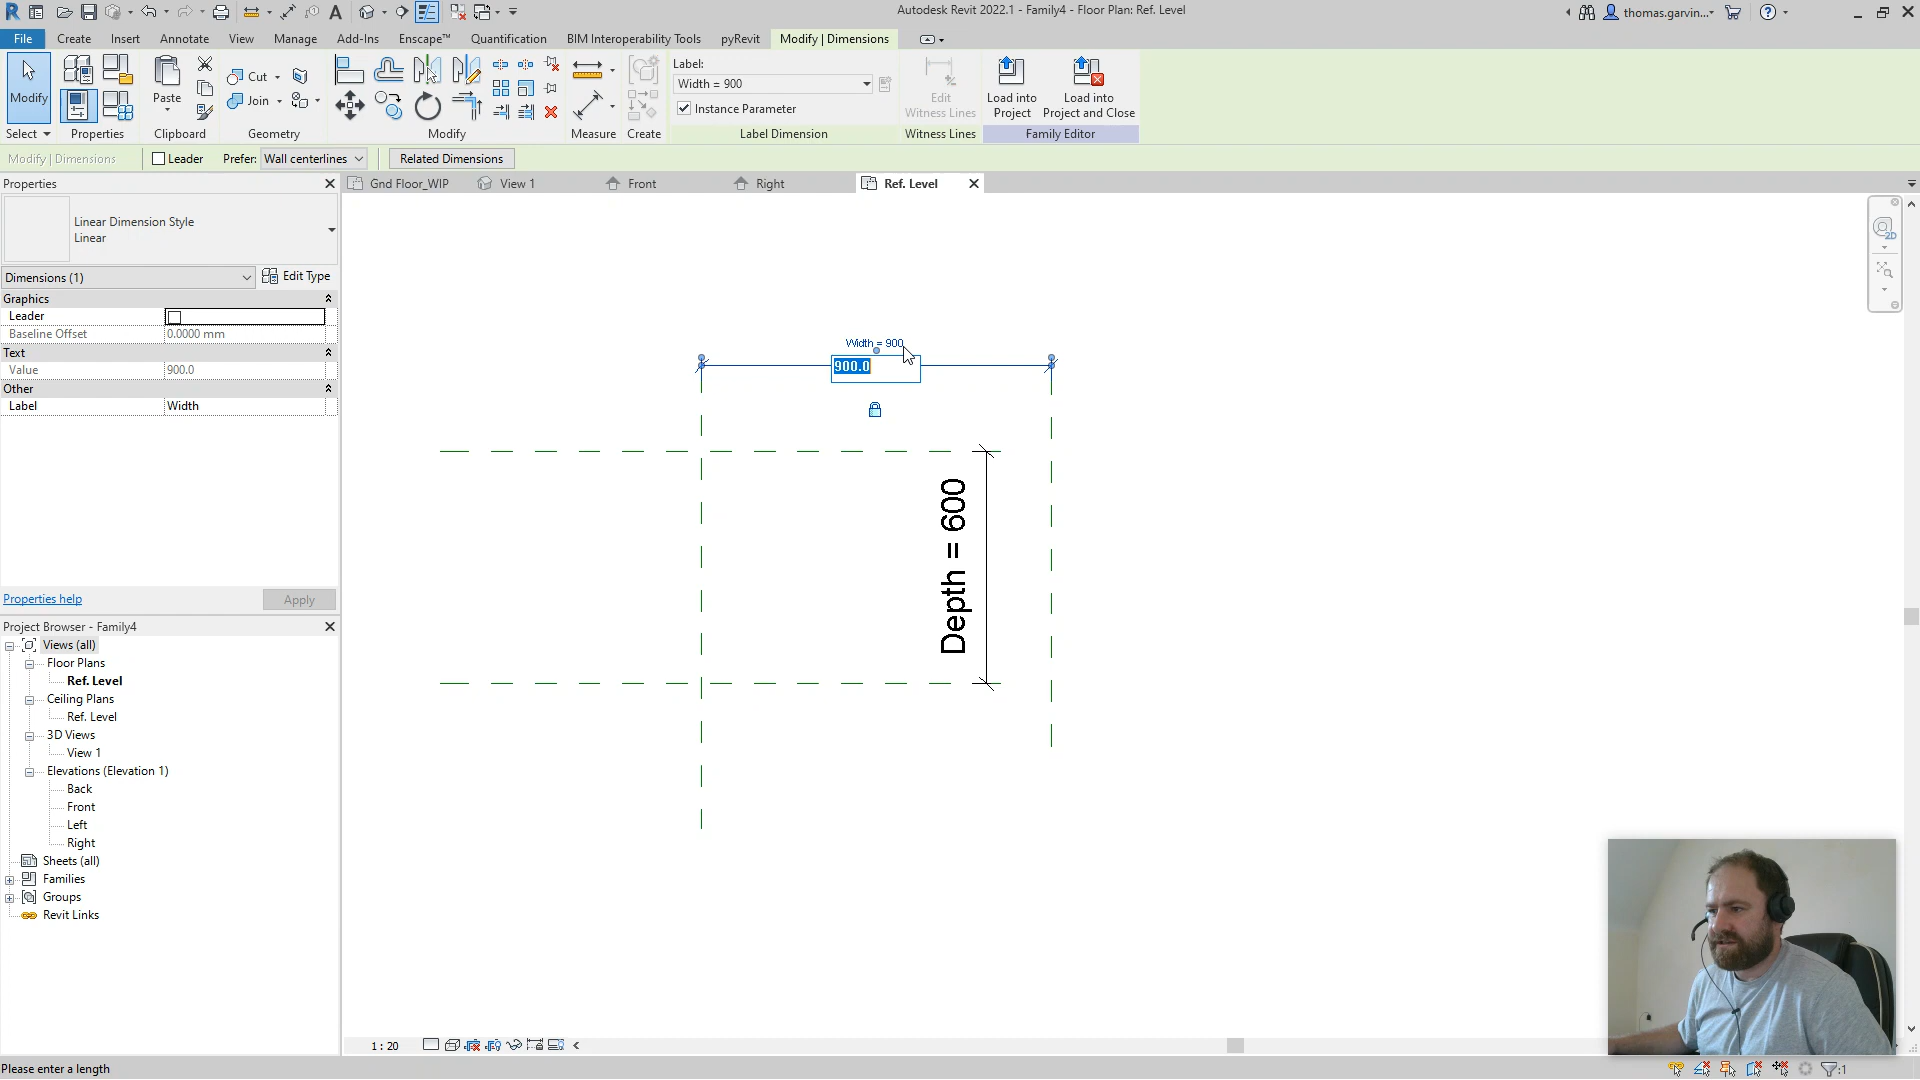 Autodesk Revit 2022.1 - Family4 - Floor Plan: Ref. Level
thomas.garvin...
File
Create
Insert
Annotate
View
Manage
Add-Ins
Enscape™
Quantification
BIM Interoperability Tools
pyRevit
Modify | Dimensions
Modify
Paste
Cut
Join
Label:
Width = 900
Instance Parameter
Edit
Witness Lines
Load into
Project
Load into
Project and Close
Select
Properties
Clipboard
Geometry
Modify
Measure
Create
Label Dimension
Witness Lines
Family Editor
Modify | Dimensions
Leader
Prefer:
Wall centerlines
Related Dimensions
Properties
Gnd Floor_WIP
View 1
Front
Right
Ref. Level
Linear Dimension Style
Linear
Dimensions (1)
Edit Type
Graphics
Leader
Baseline Offset
0.0000 mm
Text
Value
900.0
Other
Label
Width
Properties help
Apply
Project Browser - Family4
Views (all)
Floor Plans
Ref. Level
Ceiling Plans
Ref. Level
3D Views
View 1
Elevations (Elevation 1)
Back
Front
Left
Right
Sheets (all)
Families
Groups
Revit Links
Width = 900
900.0
Depth = 600
2D
1 : 20
Please enter a length
:1